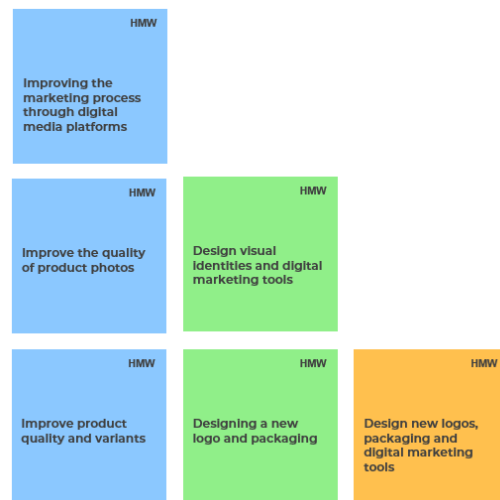 HMW
Improving the
marketing process
through digital
media platforms
HMW
Improve the quality
of product photos
HMW
Design visual
identities and digital
marketing tools
HMW
Improve product
quality and variants
HMW
Designing a new
logo and packaging
HMW
Design new logos,
packaging and
digital marketing
tools